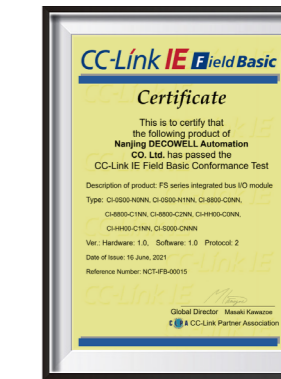 CC-Link IE Field Basic
Certificate
This is to certify that
the following product of
Nanjing DECOWELL Automation
CO. Ltd. has passed the
CC-Link IE Field Basic Conformance Test
Description of product: FS series integrated bus I/O module
Type: CI-0S00-N0NN, CI-0S00-N1NN, CI-8800-C0NN,
CI-8800-C1NN, CI-8800-C2NN, CI-HH00-C0NN,
CI-HH00-C1NN, CI-S000-CNNN
Ver.: Hardware: 1.0, Software: 1.0 Protocol: 2
Date of Issue: 16 June, 2021
Reference Number: NCT-IFB-00015
Global Director Masaki Kawazoe
CLPA CC-Link Partner Association